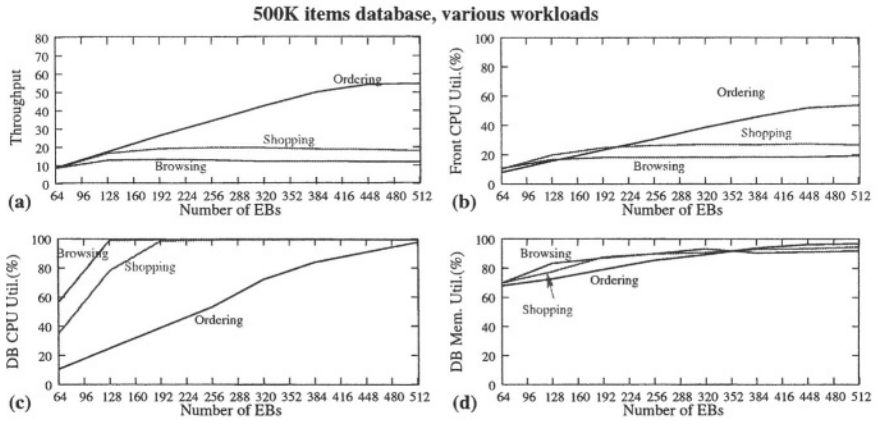 500K items database, various workloads
80
70
60
50
40
30
20
10
0
Throughput
Ordering
Shopping
Browsing
64 96 128 160 192 224 256 288 320 352 384 416 448 480 512
(a)
Number of EBs
100
80
60
40
20
0
Front CPU Util.(%)
Ordering
Shopping
Browsing
64 96 128 160 192 224 256 288 320 352 384 416 448 480 512
(b)
Number of EBs
100
80
60
40
20
0
DB CPU Util.(%)
Browsing
Shopping
Ordering
64 96 128 160 192 224 256 288 320 352 384 416 448 480 512
(c)
Number of EBs
100
80
60
40
20
0
DB Mem. Util.(%)
Browsing
Ordering
Shopping
64 96 128 160 192 224 256 288 320 352 384 416 448 480 512
(d)
Number of EBs